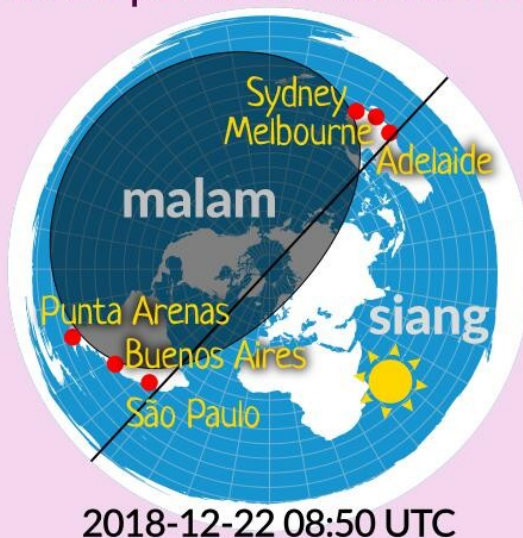 Sydney
Melbourne
Adelaide
malam
siang
Punta Arenas
Buenos Aires
São Paulo
2018-12-22 08:50 UTC